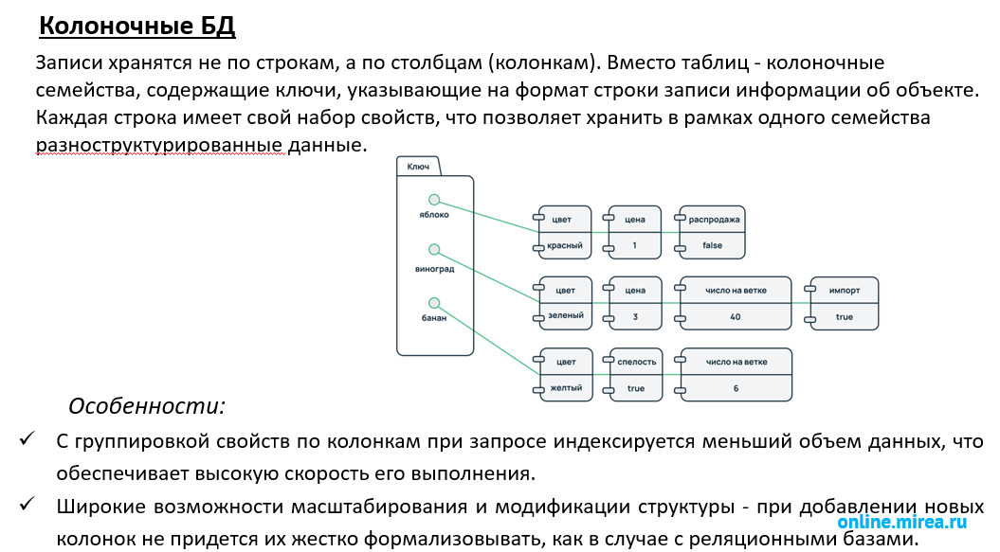 Колоночные БД
Записи хранятся не по строкам, а по столбцам (колонкам). Вместо таблиц - колоночные
семейства, содержащие ключи, указывающие на формат строки записи информации об объекте.
Каждая строка имеет свой набор свойств, что позволяет хранить в рамках одного семейства
разноструктурированные данные.
Ключ
яблоко
цвет цена распродажа
красный 1 false
виноград
цвет цена число на ветке импорт
зеленый 3 40 true
банан
цвет спелость число на ветке
желтый true 6
Особенности:
✓ С группировкой свойств по колонкам при запросе индексируется меньший объем данных, что
обеспечивает высокую скорость его выполнения.
✓ Широкие возможности масштабирования и модификации структуры - при добавлении новых
колонок не придется их жестко формализовывать, как в случае с реляционными базами.
online.mirea.ru